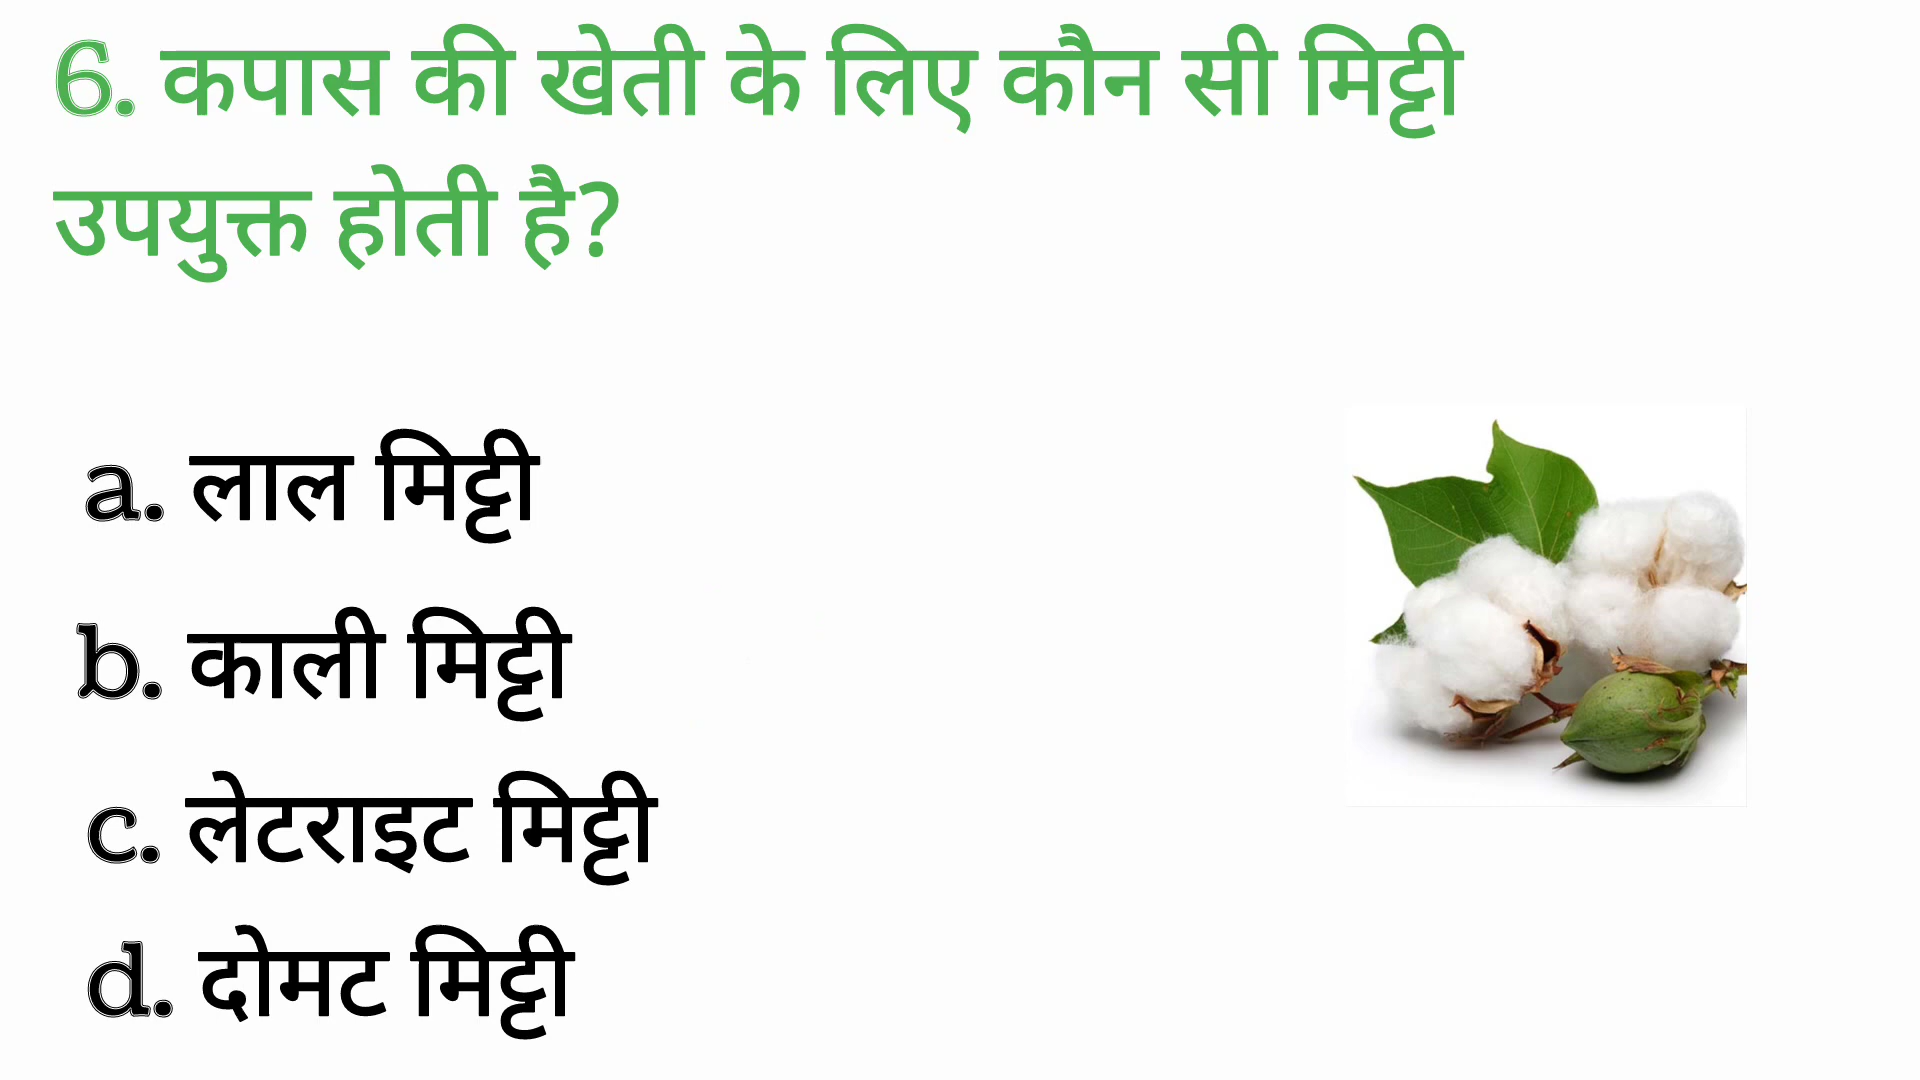 6. कपास की खेती के लिए कौन सी मिट्टी
उपयुक्त होती है?
a. लाल मिट्टी
b. काली मिट्टी
c. लेटराइट मिट्टी
d. दोमट मिट्टी